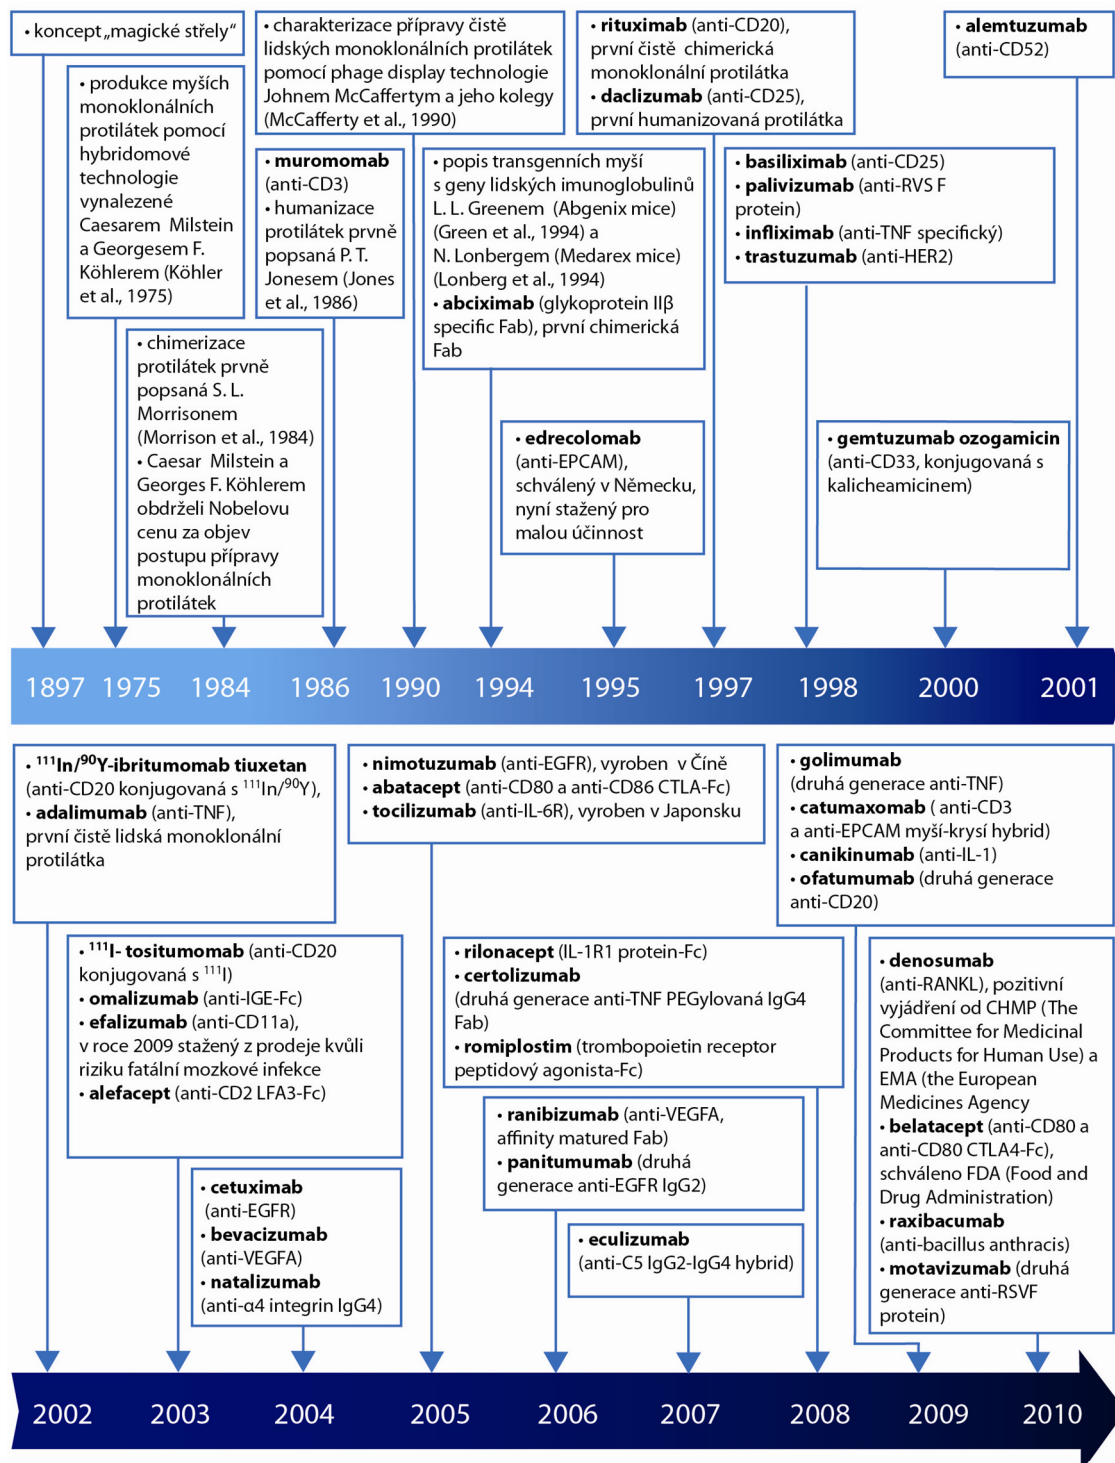 • koncept „magické střely“
• produkce myších
monoklonálních
protilátek pomocí
hybridomové
technologie
vynalezené
Caesarem Milstein
a Georgesem F.
Köhlerem (Köhler
et al., 1975)
• chimerizace
protilátek prvně
popsaná S. L.
Morrisonem
(Morrison et al., 1984)
• Caesar Milstein a
Georges F. Köhlerem
obdrželi Nobelovu
cenu za objev
postupu přípravy
monoklonálních
protilátek
• muromomab
(anti-CD3)
• humanizace
protilátek prvně
popsaná P. T.
Jonesem (Jones
et al., 1986)
• charakterizace přípravy čistě
lidských monoklonálních protilátek
pomocí phage display technologie
Johnem McCaffertym a jeho kolegy
(McCafferty et al., 1990)
• popis transgenních myší
s geny lidských imunoglobulinů
L. L. Greenem (Abgenix mice)
(Green et al., 1994) a
N. Lonbergem (Medarex mice)
(Lonberg et al., 1994)
• abciximab (glykoprotein IIβ
specific Fab), první chimerická
Fab
• edrecolomab
(anti-EPCAM),
schválený v Německu,
nyní stažený pro
malou účinnost
• rituximab (anti-CD20),
první čistě chimerická
monoklonální protilátka
• daclizumab (anti-CD25),
první humanizovaná protilátka
• basiliximab (anti-CD25)
• palivizumab (anti-RVS F
protein)
• infliximab (anti-TNF specifický)
• trastuzumab (anti-HER2)
• gemtuzumab ozogamicin
(anti-CD33, konjugovaná s
kalicheamicinem)
• alemtuzumab
(anti-CD52)
1897 1975 1984 1986 1990 1994 1995 1997 1998 2000 2001
• ¹¹¹In/⁹⁰Y-ibritumomab tiuxetan
(anti-CD20 konjugovaná s ¹¹¹In/⁹⁰Y),
• adalimumab (anti-TNF),
první čistě lidská monoklonální
protilátka
• ¹¹¹I- tositumomab (anti-CD20
konjugovaná s ¹¹¹I)
• omalizumab (anti-IGE-Fc)
• efalizumab (anti-CD11a),
v roce 2009 stažený z prodeje kvůli
riziku fatální mozkové infekce
• alefacept (anti-CD2 LFA3-Fc)
• cetuximab
(anti-EGFR)
• bevacizumab
(anti-VEGFA)
• natalizumab
(anti-α4 integrin IgG4)
• nimotuzumab (anti-EGFR), vyroben v Číně
• abatacept (anti-CD80 a anti-CD86 CTLA-Fc)
• tocilizumab (anti-IL-6R), vyroben v Japonsku
• rilonacept (IL-1R1 protein-Fc)
• certolizumab
(druhá generace anti-TNF PEGylovaná IgG4
Fab)
• romiplostim (trombopoietin receptor
peptidový agonista-Fc)
• ranibizumab (anti-VEGFA,
affinity matured Fab)
• panitumumab (druhá
generace anti-EGFR IgG2)
• eculizumab
(anti-C5 IgG2-IgG4 hybrid)
• golimumab
(druhá generace anti-TNF)
• catumaxomab ( anti-CD3
a anti-EPCAM myší-krysí hybrid)
• canikinumab (anti-IL-1)
• ofatumumab (druhá generace
anti-CD20)
• denosumab
(anti-RANKL), pozitivní
vyjádření od CHMP (The
Committee for Medicinal
Products for Human Use) a
EMA (the European
Medicines Agency
• belatacept (anti-CD80 a
anti-CD80 CTLA4-Fc),
schváleno FDA (Food and
Drug Administration)
• raxibacumab
(anti-bacillus anthracis)
• motavizumab (druhá
generace anti-RSVF
protein)
2002 2003 2004 2005 2006 2007 2008 2009 2010